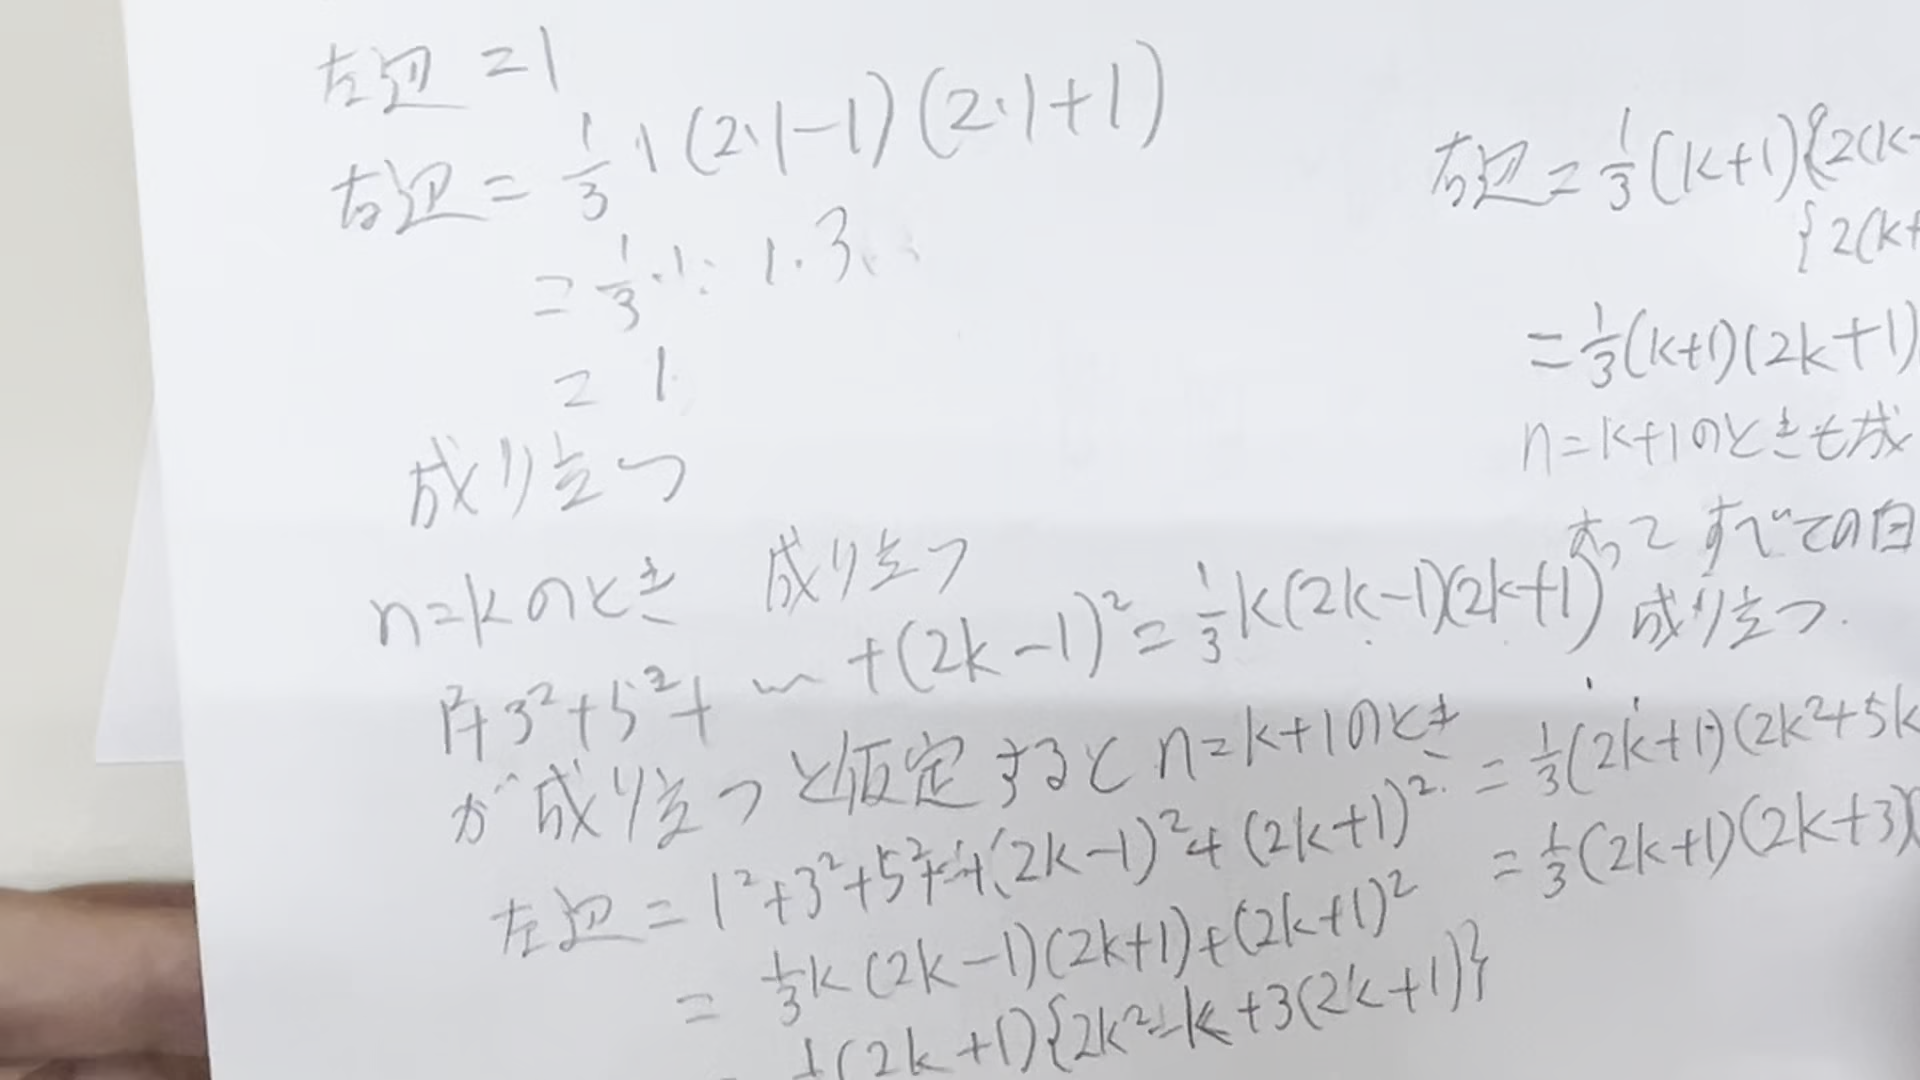 左辺 = 1
右辺 = 1/3 · 1 (2·1-1)(2·1+1)
= 1/3 · 1 · 1 · 3
= 1
成り立つ
n=kのとき 成り立つ
1²+3²+5²+ … +(2k-1)² = 1/3 k(2k-1)(2k+1)
が成り立つと仮定すると n=k+1のとき
左辺 = 1²+3²+5²+…+(2k-1)²+(2k+1)²
= 1/3 k (2k-1)(2k+1)+(2k+1)²
= 1/3 (2k+1){2k²-k+3(2k+1)}
= 1/3 (2k+1)(2k²+5k
= 1/3 (2k+1)(2k+3)(
右辺 = 1/3 (k+1){2(k
{2(k+
= 1/3 (k+1)(2k+1)
n=k+1のときも成
よって すべての自
成り立つ.